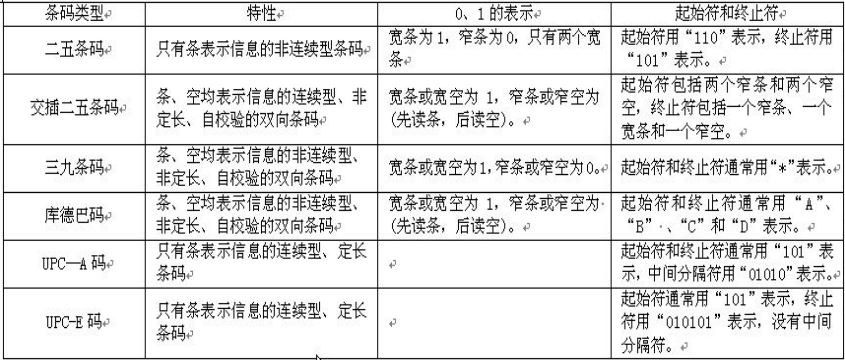 条码类型 特性 0、1的表示 起始符和终止符
二五条码 只有条表示信息的非连续型条码 宽条为1，窄条为0，只有两个宽 起始符用“110”表示，终止符用
条 “101”表示。
交插二五条码 条、空均表示信息的连续型、非 宽条或宽空为 1，窄条或窄空为 起始符包括两个窄条和两个窄
定长、自校验的双向条码 (先读条，后读空)。 空，终止符包括一个窄条、一个
宽条和一个窄空。
三九条码 条、空均表示信息的非连续型、 宽条或宽空为1,窄条或窄空为0。 起始符和终止符通常用“*”表示。
非定长、自校验的双向条码
库德巴码 条、空均表示信息的非连续型、 宽条或宽空为 1，窄条或窄空为 起始符和终止符通常用“A”、
非定长、自校验的双向条码 (先读条，后读空)。 “B”、“C”和“D”表示。
UPC—A 码 只有条表示信息的连续型、定长 起始符和终止符通常用“101”表
条码 示,中间分隔符用“01010”表示。
UPC-E 码 只有条表示信息的连续型、定长 起始符通常用“101”表示，终止
条码 符用“010101”表示，没有中间
分隔符。